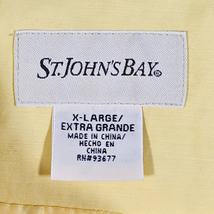 ST. JOHN'S BAY®
X-LARGE/
EXTRA GRANDE
MADE IN CHINA/
HECHO EN
CHINA
RN#93677